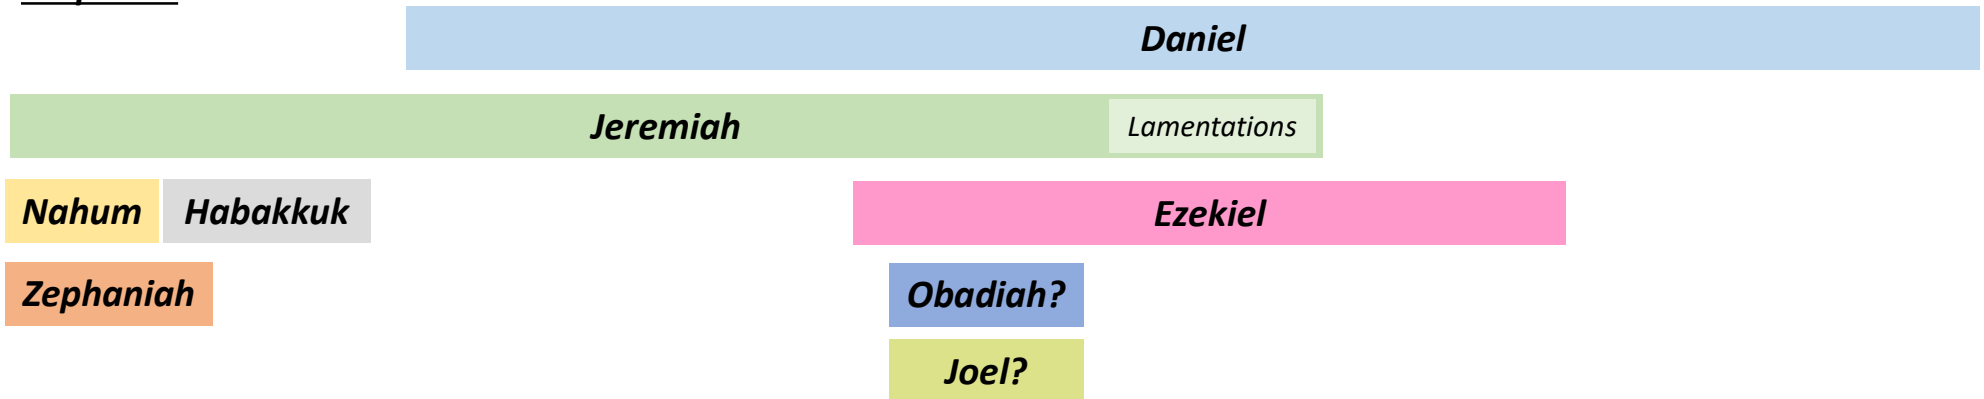 Daniel
Jeremiah
Lamentations
Nahum
Habakkuk
Ezekiel
Zephaniah
Obadiah?
Joel?